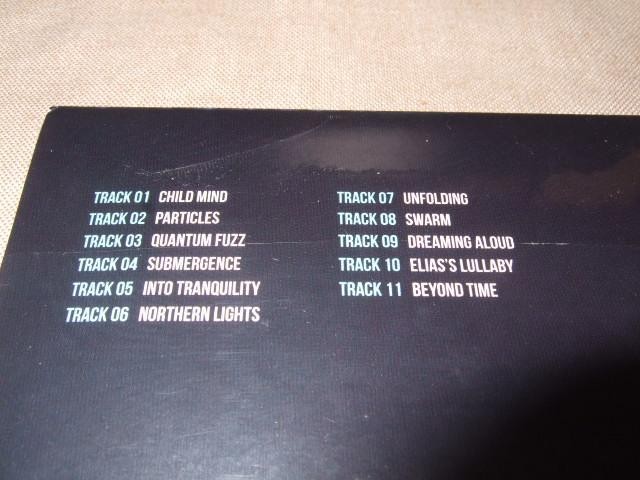 TRACK 01 CHILD MIND
TRACK 02 PARTICLES
TRACK 03 QUANTUM FUZZ
TRACK 04 SUBMERGENCE
TRACK 05 INTO TRANQUILITY
TRACK 06 NORTHERN LIGHTS
TRACK 07 UNFOLDING
TRACK 08 SWARM
TRACK 09 DREAMING ALOUD
TRACK 10 ELIAS'S LULLABY
TRACK 11 BEYOND TIME